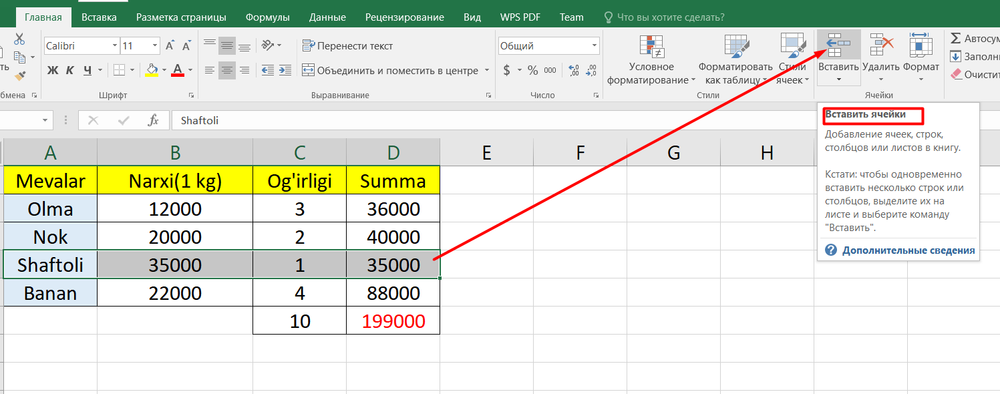 Главная Вставка Разметка страницы Формулы Данные Рецензирование Вид WPS PDF Team Что вы хотите сделать?
Calibri 11 Перенести текст Общий
Ж К Ч А Объединить и поместить в центре $ % 000
Условное форматирование
Форматировать как таблицу
Стили ячеек
Вставить Удалить Формат
Σ Автосум
Заполн
Очистит
ть
бмена Шрифт Выравнивание Число Стили Ячейки
fx Shaftoli
Вставить ячейки
Добавление ячеек, строк,
столбцов или листов в книгу.
Кстати: чтобы одновременно
вставить несколько строк или
столбцов, выделите их на
листе и выберите команду
"Вставить".
? Дополнительные сведения
A B C D E F G H
Mevalar Narxi(1 kg) Og'irligi Summa
Olma 12000 3 36000
Nok 20000 2 40000
Shaftoli 35000 1 35000
Banan 22000 4 88000
10 199000